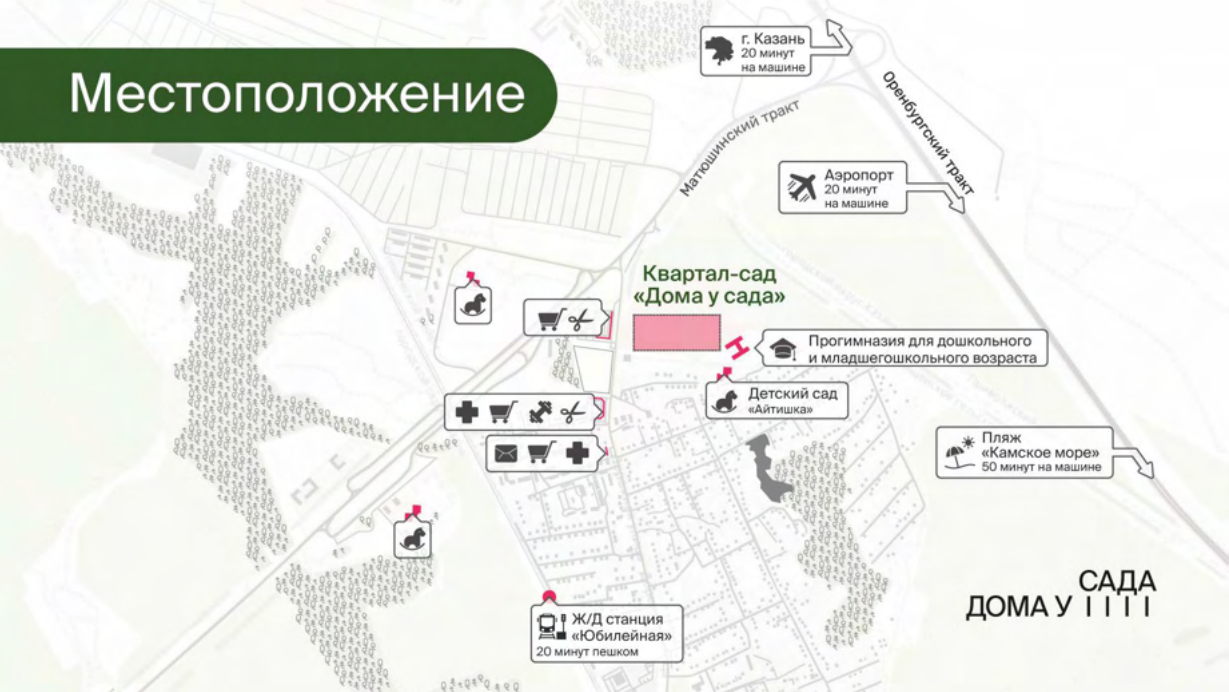 Местоположение
г. Казань
20 минут
на машине
Оренбургский тракт
Матюшинский тракт
Аэропорт
20 минут
на машине
Квартал-сад
«Дома у сада»
Прогимназия для дошкольного
и младшегошкольного возраста
Детский сад
«Айтишка»
Пляж
«Камское море»
50 минут на машине
Ж/Д станция
«Юбилейная»
20 минут пешком
САДА
ДОМА У